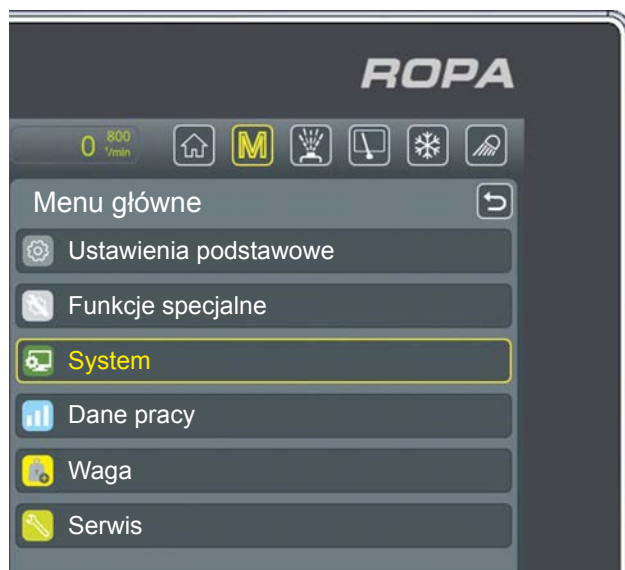 ROPA
0 800
1/min
M
Menu główne
Ustawienia podstawowe
Funkcje specjalne
System
Dane pracy
Waga
Serwis